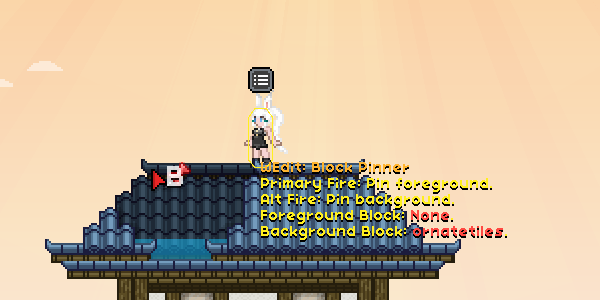 WEdit: Block Pinner
Primary Fire: Pin foreground.
Alt Fire: Pin background.
Foreground Block: None.
Background Block: ornatetiles.
B